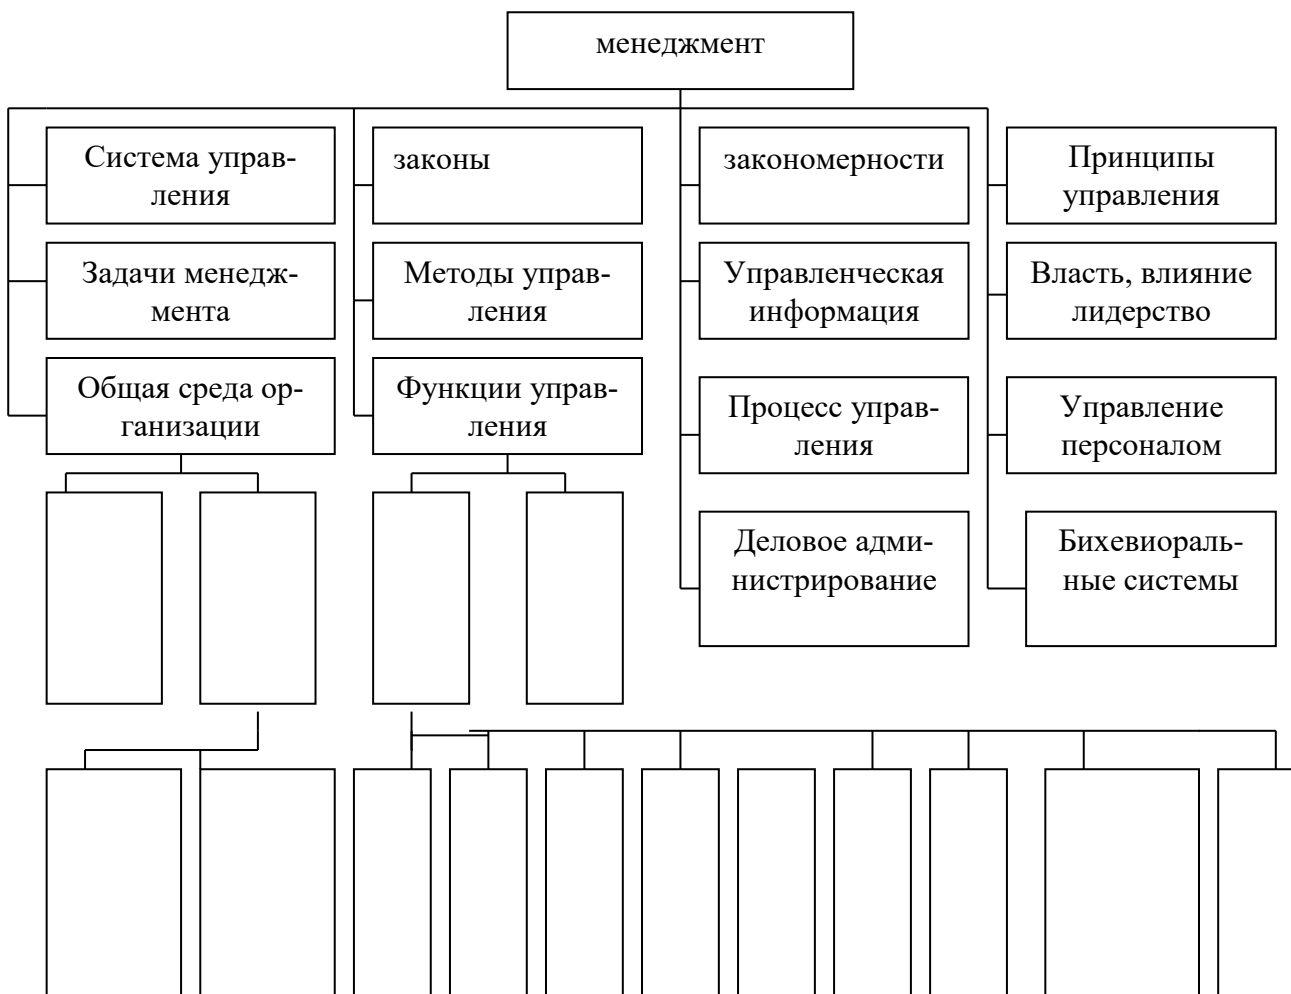 менеджмент
Система управ-
ления
законы
закономерности
Принципы
управления
Задачи менедж-
мента
Методы управ-
ления
Управленческая
информация
Власть, влияние
лидерство
Общая среда ор-
ганизации
Функции управ-
ления
Процесс управ-
ления
Управление
персоналом
Деловое адми-
нистрирование
Бихевиораль-
ные системы